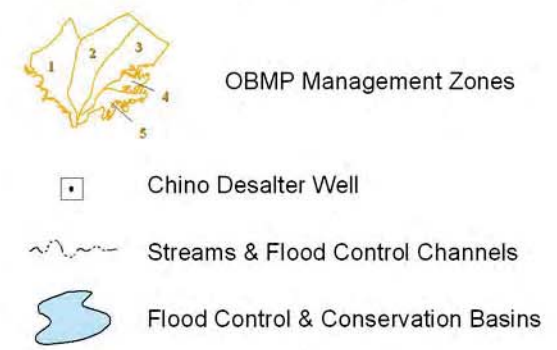 1
2
3
OBMP Management Zones
4
5
Chino Desalter Well
Streams & Flood Control Channels
Flood Control & Conservation Basins